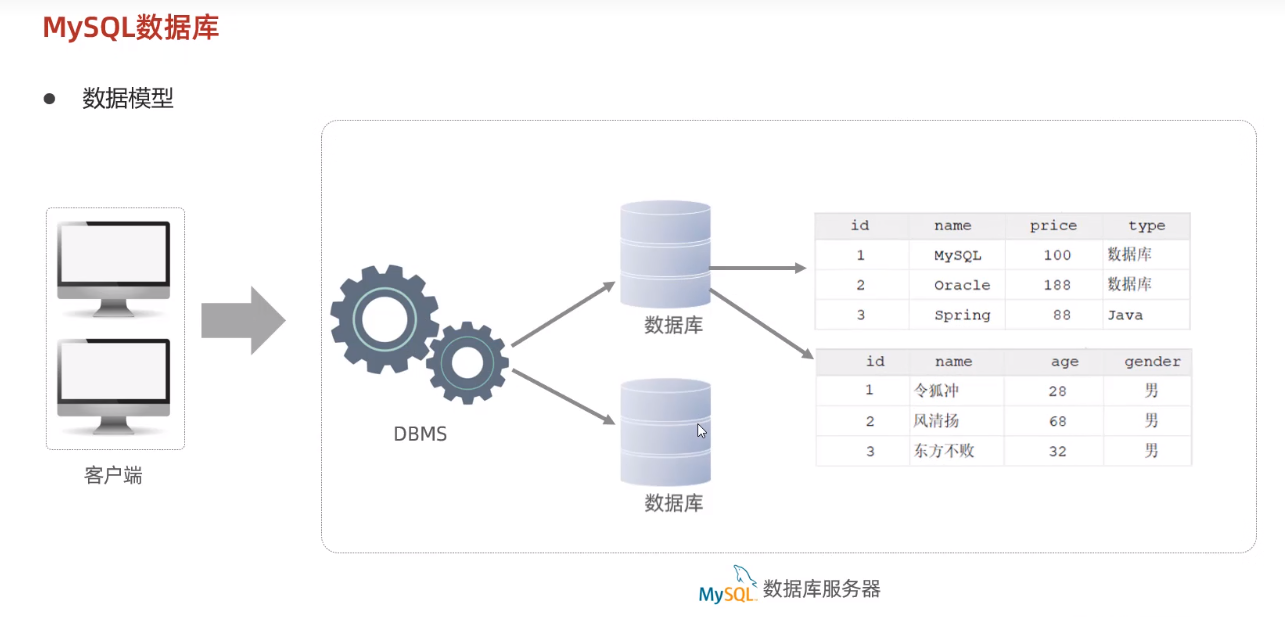 MySQL数据库
● 数据模型
客户端
DBMS
数据库
数据库
id name price type
1 MySQL 100 数据库
2 Oracle 188 数据库
3 Spring 88 Java
id name age gender
1 令狐冲 28 男
2 风清扬 68 男
3 东方不败 32 男
MySQL 数据库服务器